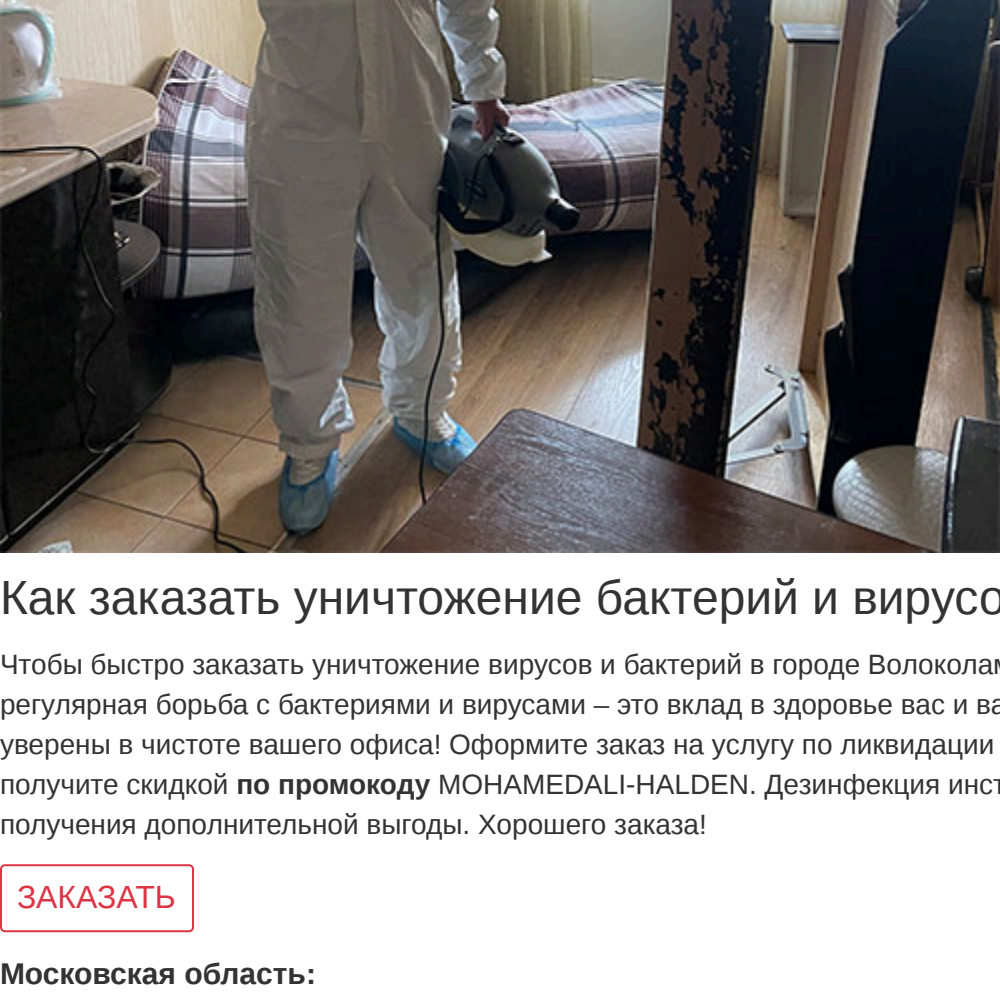 Как заказать уничтожение бактерий и вирусо
Чтобы быстро заказать уничтожение вирусов и бактерий в городе Волоколам
регулярная борьба с бактериями и вирусами – это вклад в здоровье вас и ва
уверены в чистоте вашего офиса! Оформите заказ на услугу по ликвидации
получите скидкой по промокоду MOHAMEDALI-HALDEN. Дезинфекция инст
получения дополнительной выгоды. Хорошего заказа!
ЗАКАЗАТЬ
Московская область: